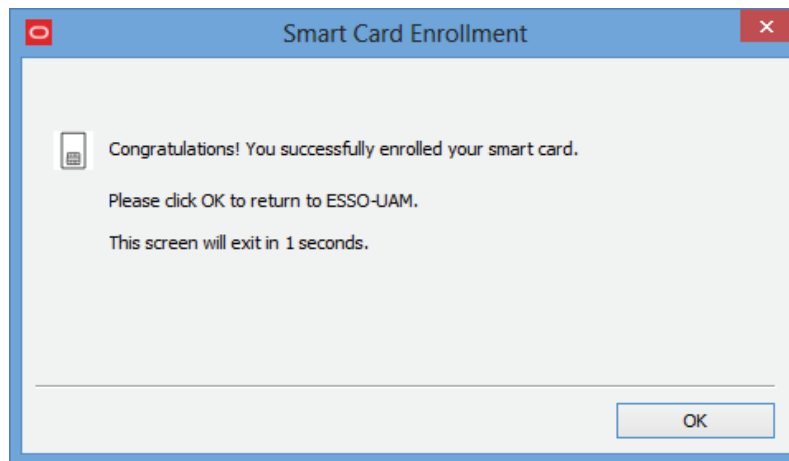 Smart Card Enrollment
Congratulations! You successfully enrolled your smart card.
Please click OK to return to ESSO-UAM.
This screen will exit in 1 seconds.
OK